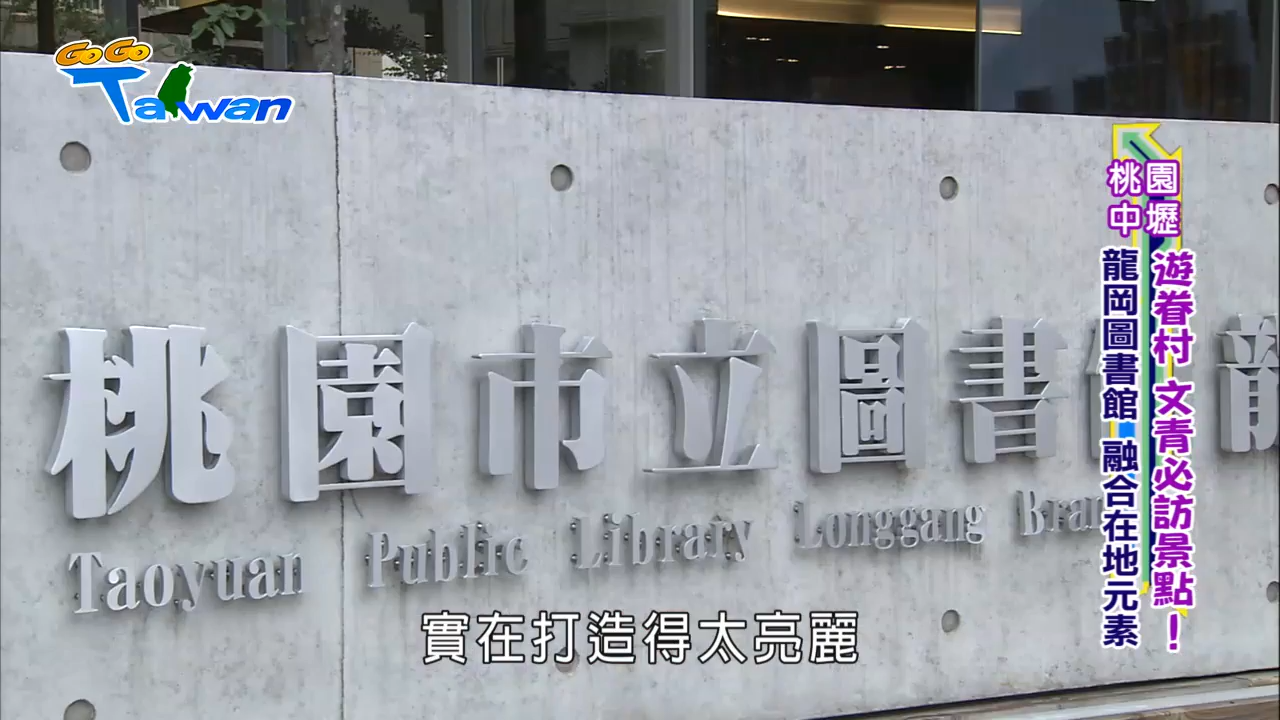 GoGo
Taiwan
桃園
中壢
遊眷村 文青必訪景點！
龍岡圖書館 融合在地元素
桃園市立圖書
Taoyuan Public Library Longgang
實在打造得太亮麗